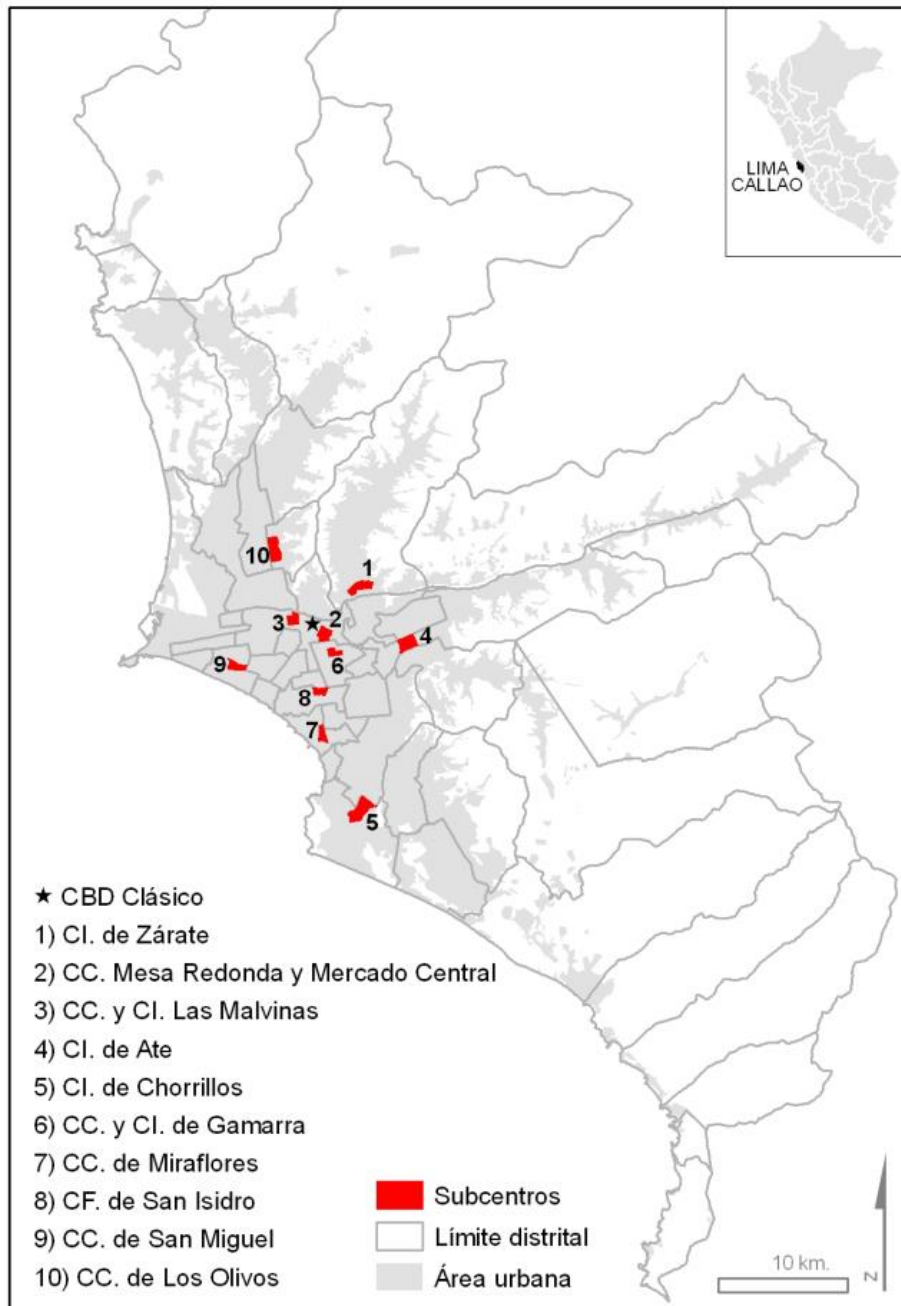 LIMA
CALLAO
10
1
3
2
4
6
9
8
7
5
★ CBD Clásico
1) CI. de Zárate
2) CC. Mesa Redonda y Mercado Central
3) CC. y CI. Las Malvinas
4) CI. de Ate
5) CI. de Chorrillos
6) CC. y CI. de Gamarra
7) CC. de Miraflores
8) CF. de San Isidro
9) CC. de San Miguel
10) CC. de Los Olivos
Subcentros
Límite distrital
Área urbana
10 km.
N